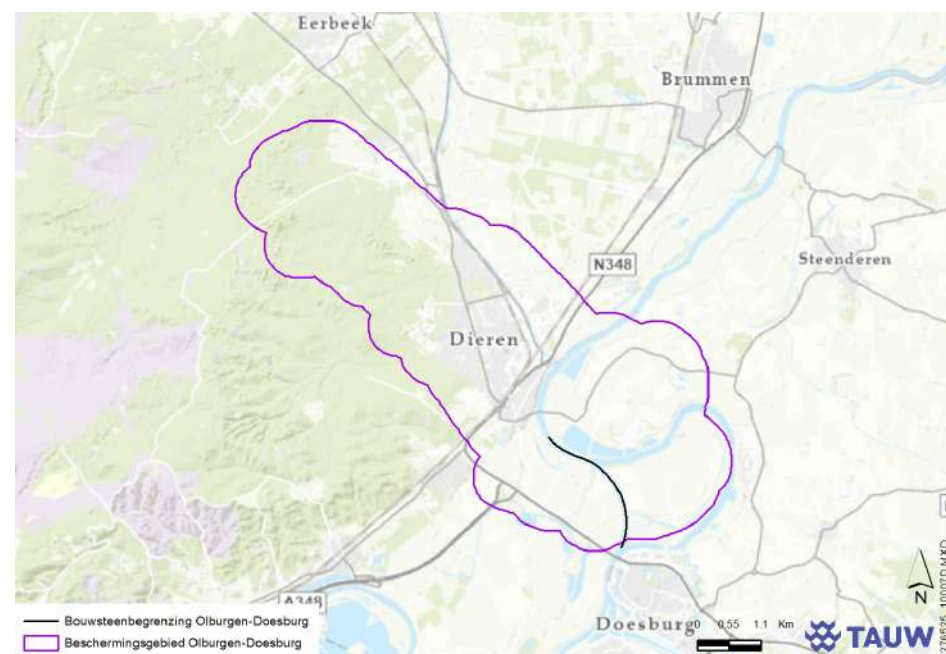 Eerbeek
Brummen
N348
Steenderen
Dieren
A348
Doesburg
N
Bouwsteenbegrenzing Olburgen-Doesburg
Beschermingsgebied Olburgen-Doesburg
0 0.55 1.1 Km
TAUW